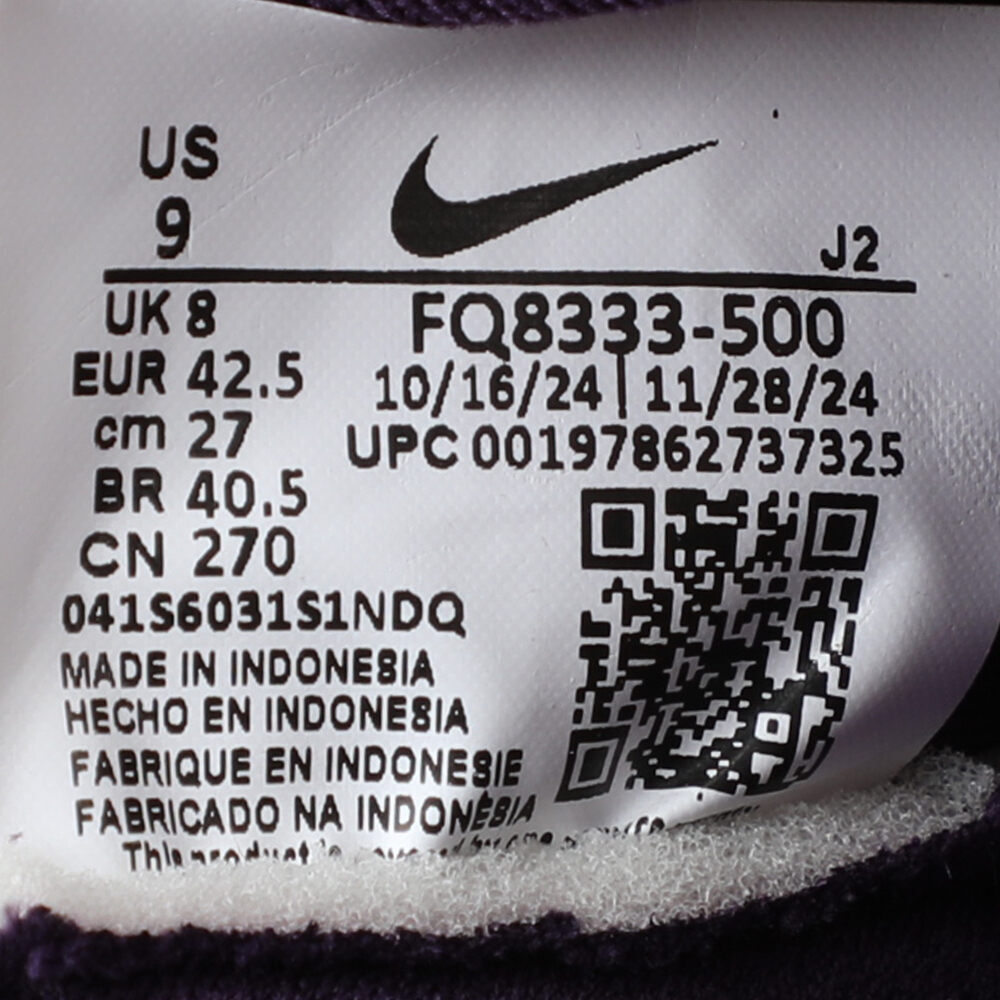 US
9
J2
UK 8
FQ8333-500
EUR 42.5
10/16/24 | 11/28/24
cm 27
UPC 00197862737325
BR 40.5
CN 270
041S6031S1NDQ
MADE IN INDONESIA
HECHO EN INDONESIA
FABRIQUE EN INDONESIE
FABRICADO NA INDONÉSIA
This product